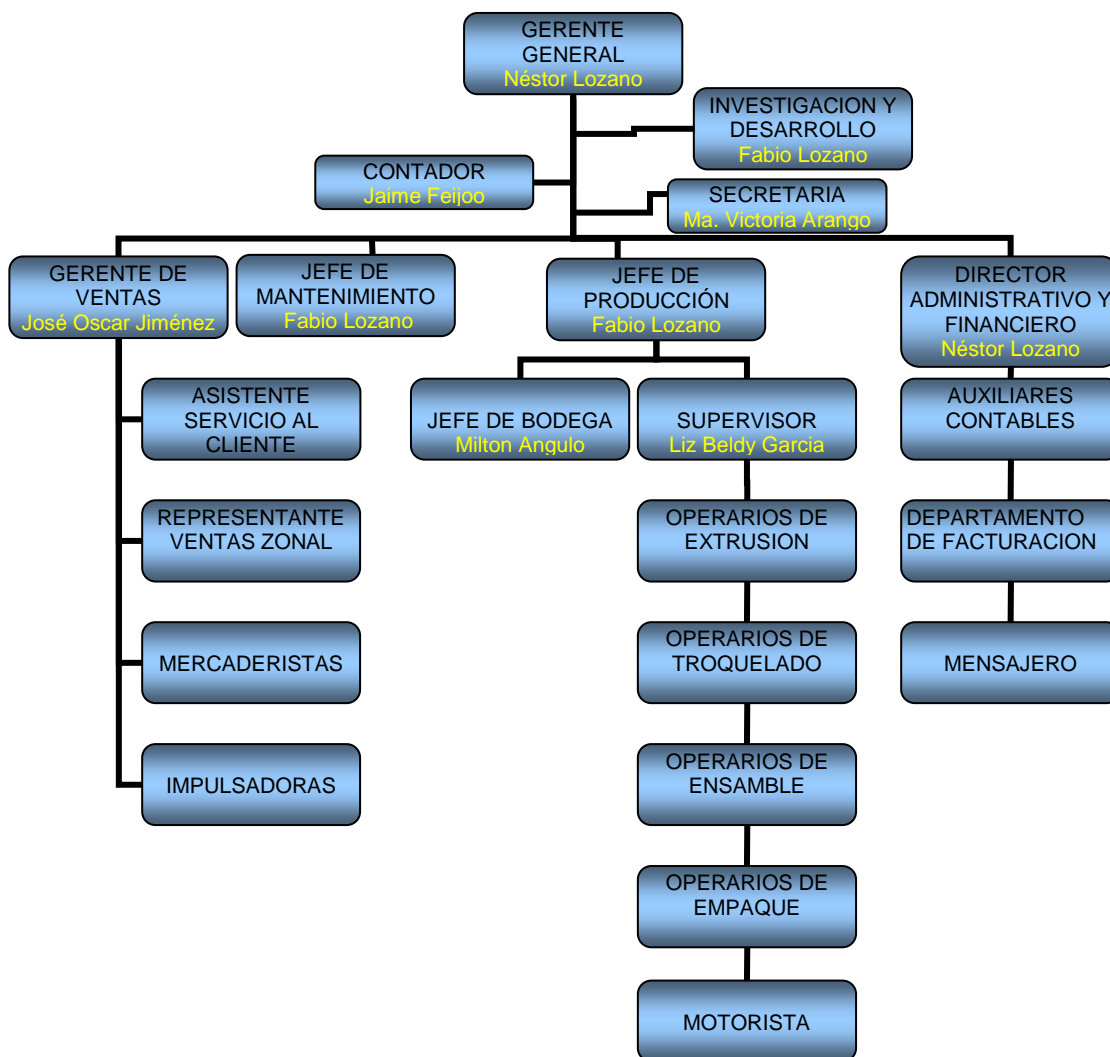 GERENTE
GENERAL
Néstor Lozano
INVESTIGACION Y
DESARROLLO
Fabio Lozano
CONTADOR
Jaime Feijoo
SECRETARIA
Ma. Victoria Arango
GERENTE DE
VENTAS
José Oscar Jiménez
JEFE DE
MANTENIMIENTO
Fabio Lozano
JEFE DE
PRODUCCIÓN
Fabio Lozano
DIRECTOR
ADMINISTRATIVO Y
FINANCIERO
Néstor Lozano
ASISTENTE
SERVICIO AL
CLIENTE
JEFE DE BODEGA
Milton Angulo
SUPERVISOR
Liz Beldy Garcia
AUXILIARES
CONTABLES
REPRESENTANTE
VENTAS ZONAL
OPERARIOS DE
EXTRUSION
DEPARTAMENTO
DE FACTURACION
MERCADERISTAS
OPERARIOS DE
TROQUELADO
MENSAJERO
IMPULSADORAS
OPERARIOS DE
ENSAMBLE
OPERARIOS DE
EMPAQUE
MOTORISTA